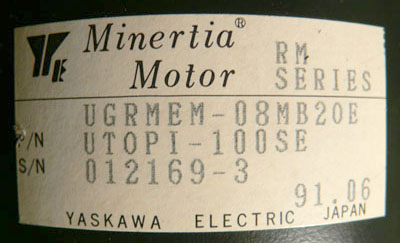 Minertia® RM
Motor SERIES
UGRMEM-08MB20E
P/N UTOPI-100SE
S/N 012169-3
91.06
YASKAWA ELECTRIC JAPAN